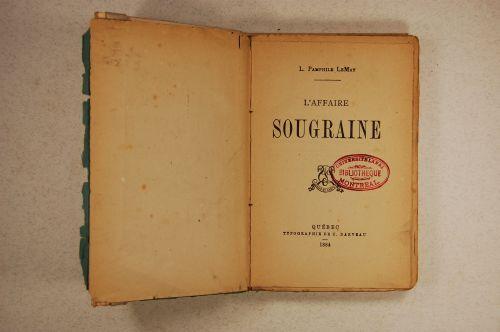 L. PAMPHILE LEMAY
L'AFFAIRE
SOUGRAINE
UNIVERSITÉ LAVAL
BIBLIOTHÈQUE
MONTRÉAL
QUÉBEC
TYPOGRAPHIE DE C. DARVEAU
1884